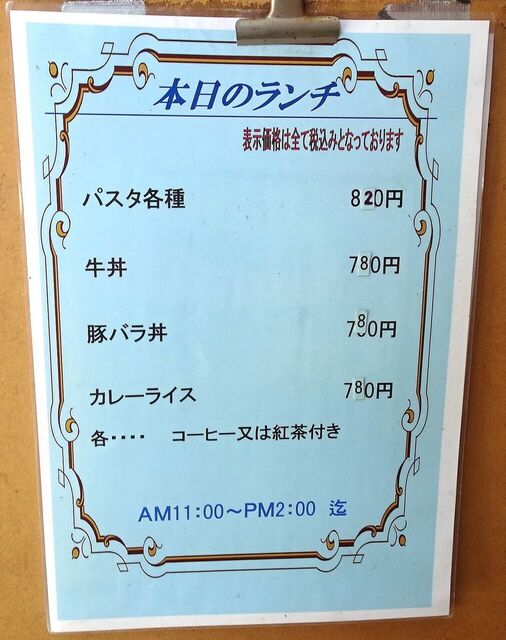 本日のランチ
表示価格は全て税込みとなっております
パスタ各種 820円
牛丼 780円
豚バラ丼 780円
カレーライス 780円
各・・・・ コーヒー又は紅茶付き
AM11:00～PM2:00 迄